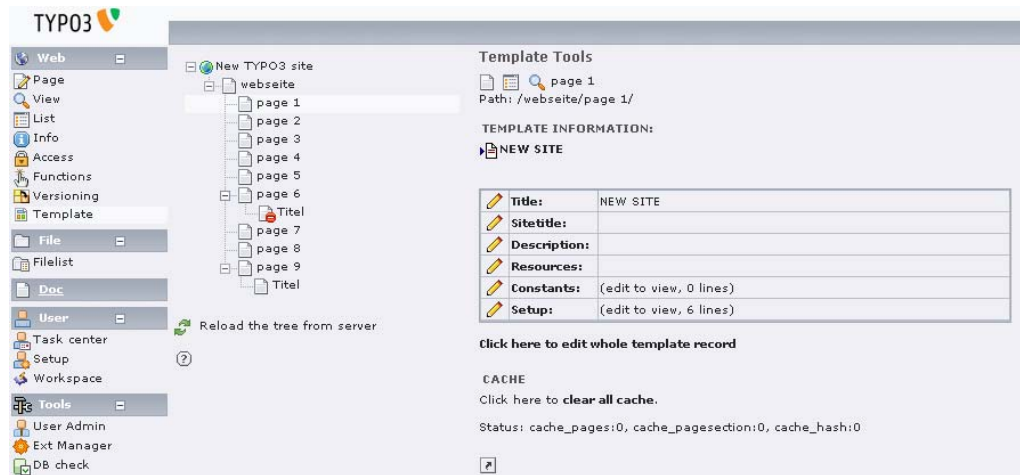 TYPO3
Web
Page
View
List
Info
Access
Functions
Versioning
Template
File
Filelist
Doc
User
Task center
Setup
Workspace
Tools
User Admin
Ext Manager
DB check
New TYPO3 site
webseite
page 1
page 2
page 3
page 4
page 5
page 6
Titel
page 7
page 8
page 9
Titel
Reload the tree from server
Template Tools
page 1
Path: /webseite/page 1/
TEMPLATE INFORMATION:
NEW SITE
Title: NEW SITE
Sitetitle:
Description:
Resources:
Constants: (edit to view, 0 lines)
Setup: (edit to view, 6 lines)
Click here to edit whole template record
CACHE
Click here to clear all cache.
Status: cache_pages:0, cache_pagesection:0, cache_hash:0